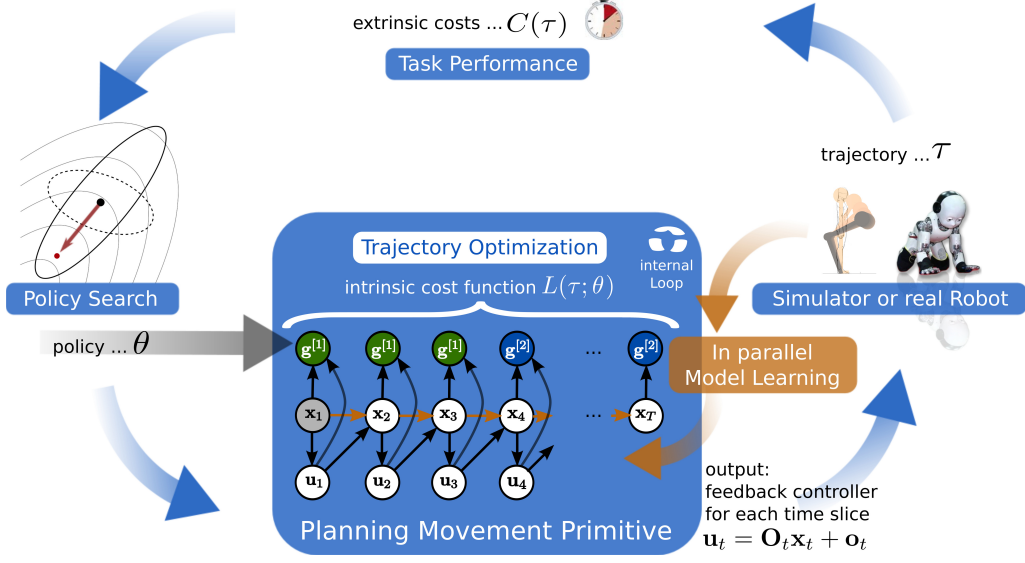 extrinsic costs ... C(τ)
Task Performance
trajectory ... τ
Trajectory Optimization
internal
Loop
intrinsic cost function L(τ;θ)
Policy Search
Simulator or real Robot
policy ... θ
g^[1] g^[1] g^[1] g^[2] ... g^[2]
In parallel
Model Learning
x_1 x_2 x_3 x_4 ... x_T
u_1 u_2 u_3 u_4
Planning Movement Primitive
output:
feedback controller
for each time slice
u_t = O_t x_t + o_t